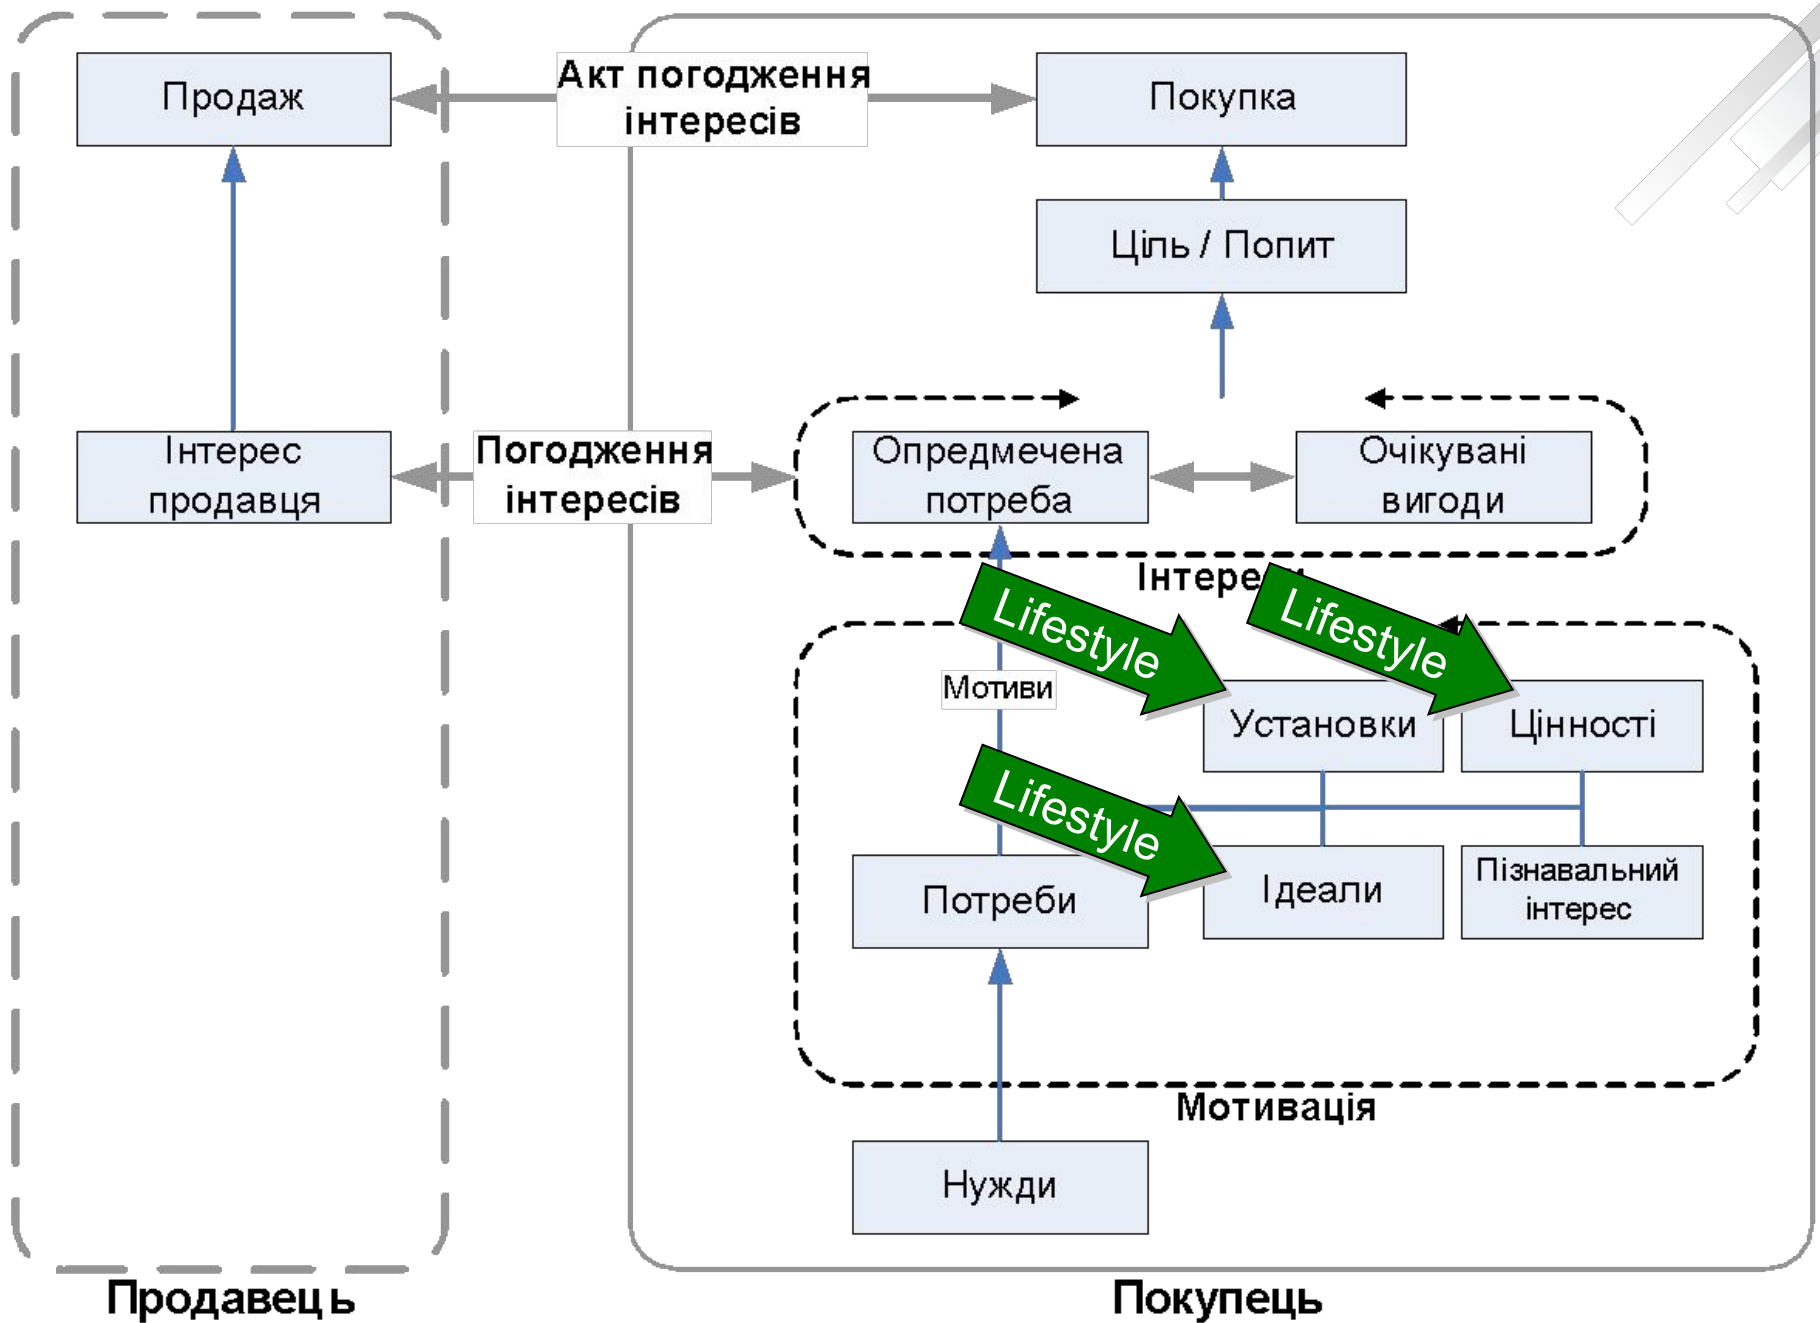 Продаж
Акт погодження
інтересів
Покупка
Ціль / Попит
Інтерес
продавця
Погодження
інтересів
Опредмечена
потреба
Очікувані
вигоди
Lifestyle
Lifestyle
Мотиви
Установки
Цінності
Lifestyle
Потреби
Ідеали
Пізнавальний
інтерес
Мотивація
Нужди
Продавець
Покупець